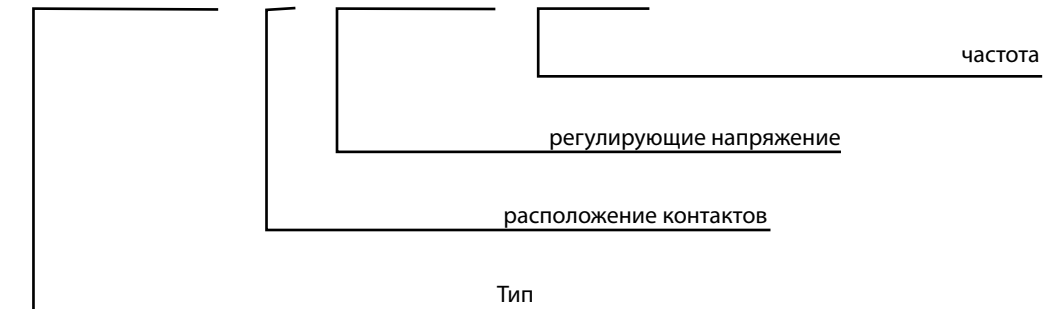 частота
регулирующие напряжение
расположение контактов
Тип